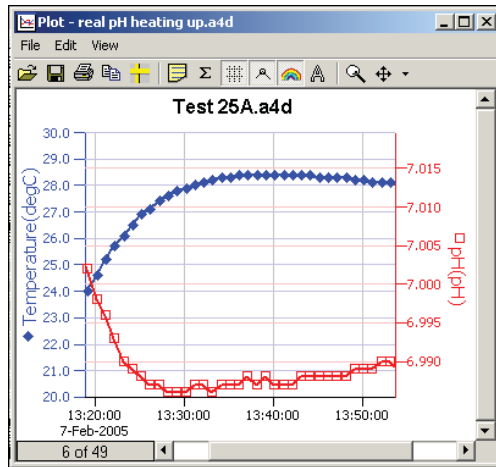 Plot - real pH heating up.a4d
File Edit View
Σ A
Test 25A.a4d
30.0
29.0
28.0
27.0
26.0
25.0
24.0
23.0
22.0
21.0
20.0
Temperature(degC)
7.015
7.010
7.005
7.000
6.995
6.990
pH(pH)
13:20:00 13:30:00 13:40:00 13:50:00
7-Feb-2005
6 of 49